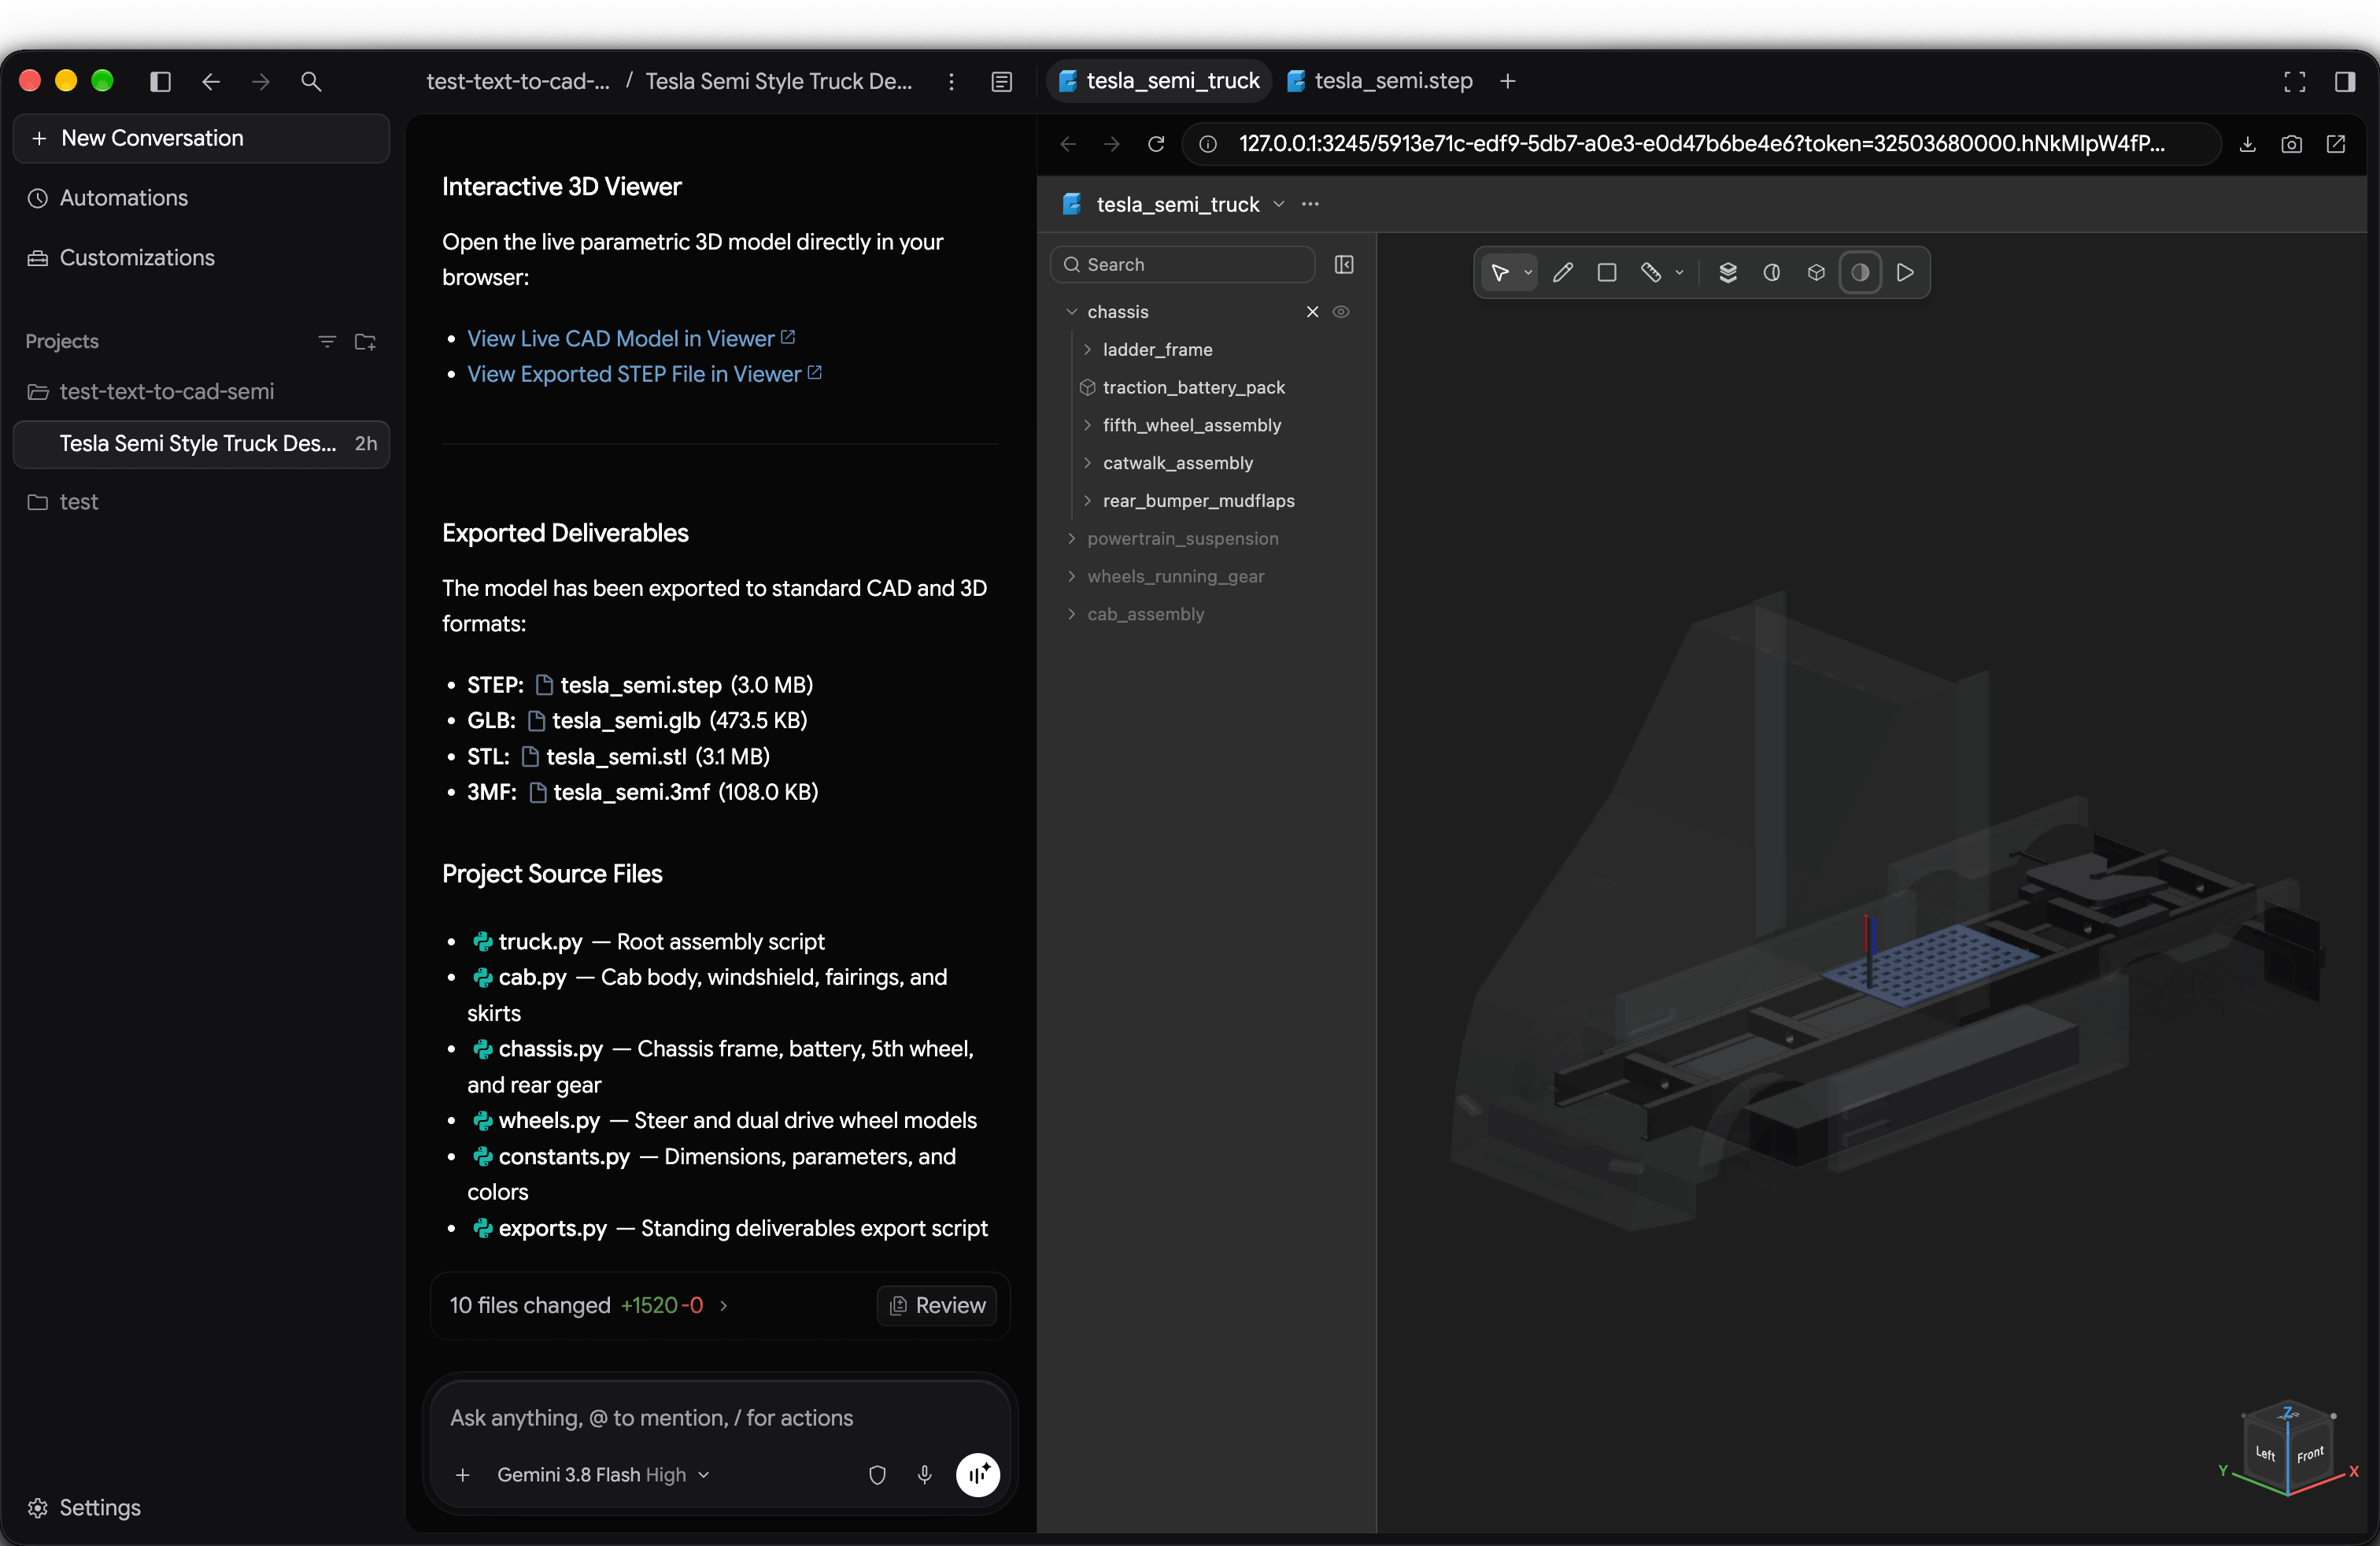 test-text-to-cad-... / Tesla Semi Style Truck De...
tesla_semi_truck
tesla_semi.step
New Conversation
Automations
Customizations
Projects
test-text-to-cad-semi
Tesla Semi Style Truck Des... 2h
test
Settings
Interactive 3D Viewer
Open the live parametric 3D model directly in your
browser:
• View Live CAD Model in Viewer
• View Exported STEP File in Viewer
Exported Deliverables
The model has been exported to standard CAD and 3D
formats:
• STEP: tesla_semi.step (3.0 MB)
• GLB: tesla_semi.glb (473.5 KB)
• STL: tesla_semi.stl (3.1 MB)
• 3MF: tesla_semi.3mf (108.0 KB)
Project Source Files
• truck.py — Root assembly script
• cab.py — Cab body, windshield, fairings, and
skirts
• chassis.py — Chassis frame, battery, 5th wheel,
and rear gear
• wheels.py — Steer and dual drive wheel models
• constants.py — Dimensions, parameters, and
colors
• exports.py — Standing deliverables export script
10 files changed +1520 -0
Review
Ask anything, @ to mention, / for actions
Gemini 3.8 Flash High
127.0.0.1:3245/5913e71c-edf9-5db7-a0e3-e0d47b6be4e6?token=32503680000.hNkMIpW4fP...
tesla_semi_truck
Search
chassis
ladder_frame
traction_battery_pack
fifth_wheel_assembly
catwalk_assembly
rear_bumper_mudflaps
powertrain_suspension
wheels_running_gear
cab_assembly
Z
Left
Front
Y
X